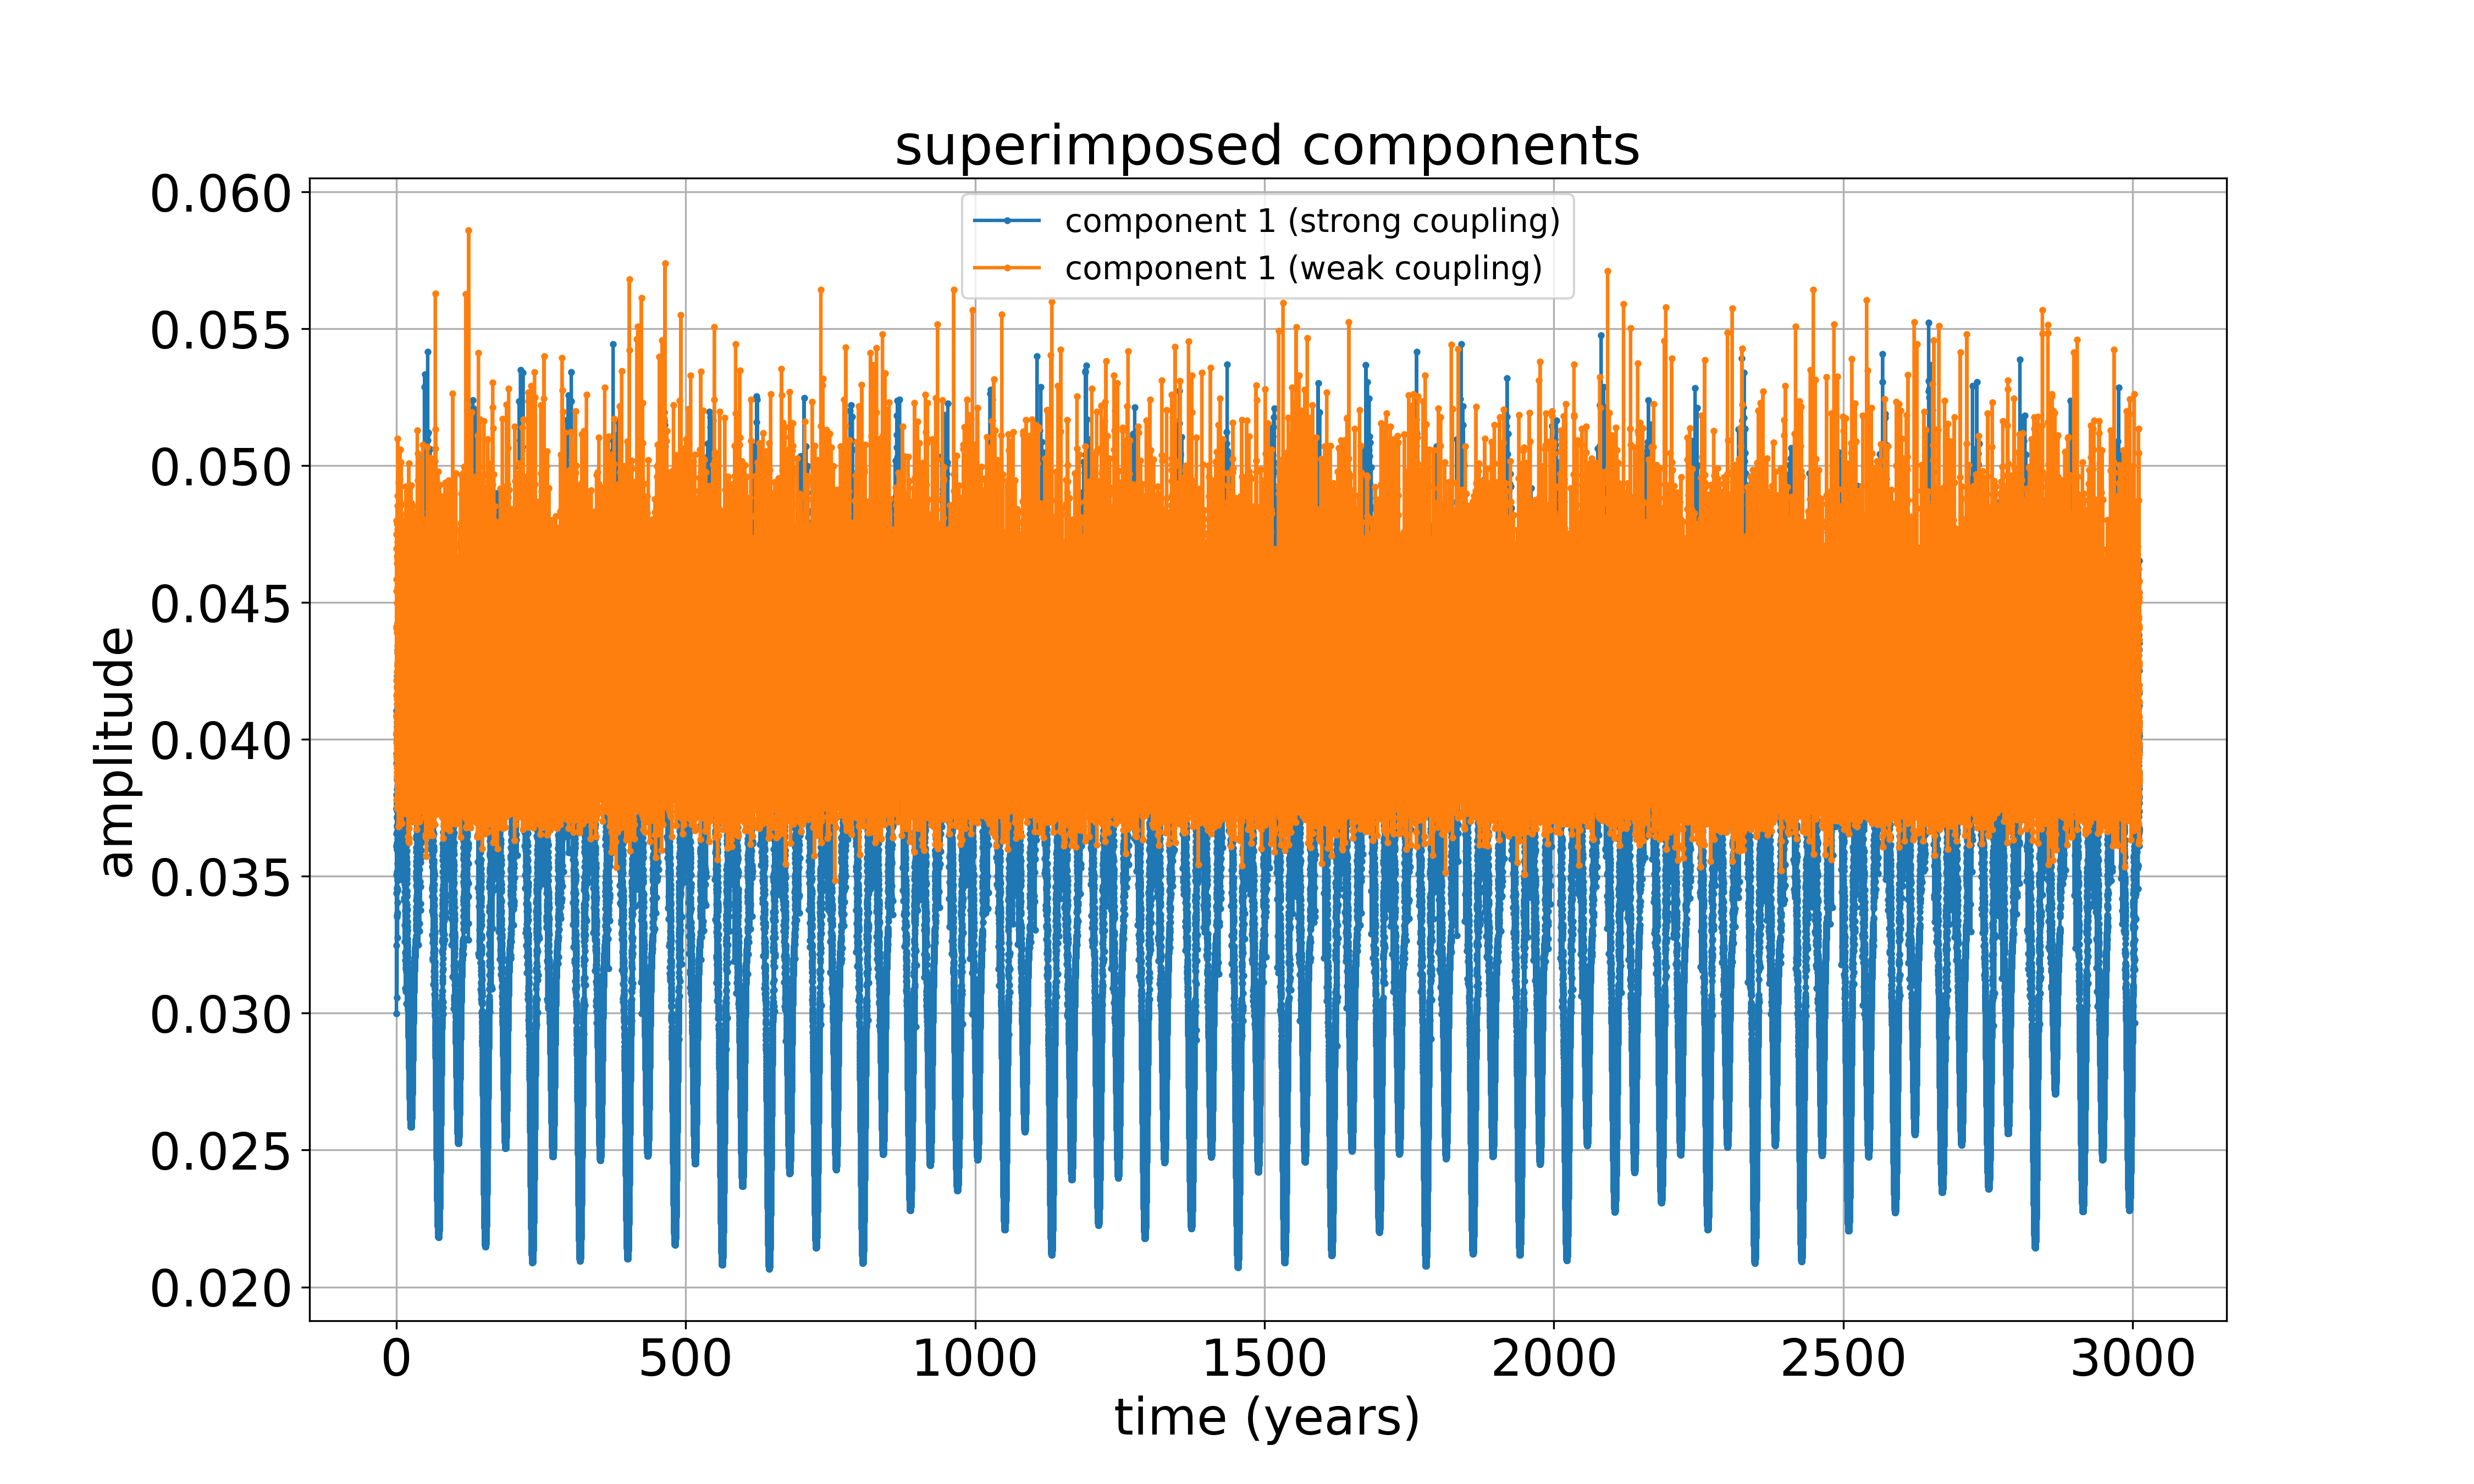 superimposed components
component 1 (strong coupling)
component 1 (weak coupling)
amplitude
0.060
0.055
0.050
0.045
0.040
0.035
0.030
0.025
0.020
0 500 1000 1500 2000 2500 3000
time (years)